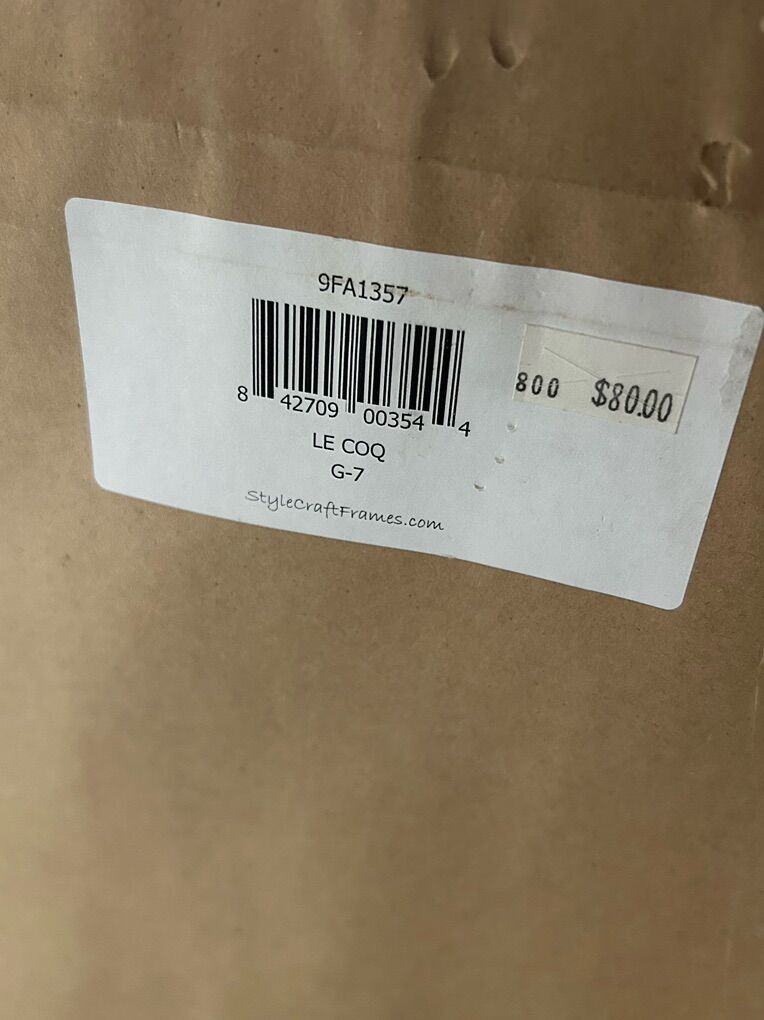 9FA1357
8 42709 00354 4
LE COQ
G-7
StyleCraftFrames.com
800 $80.00